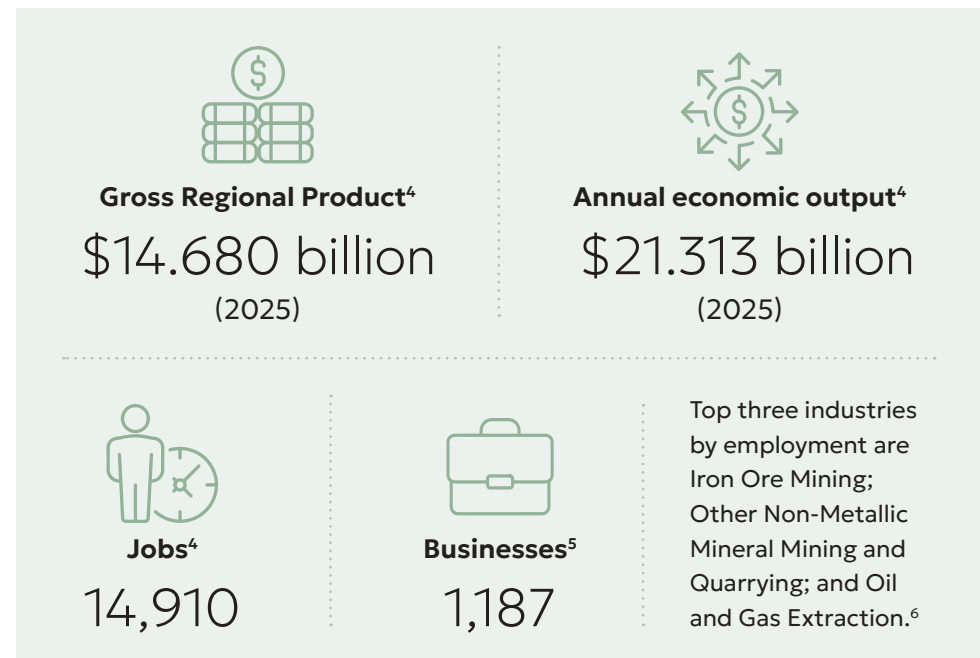 Gross Regional Product⁴
$14.680 billion
(2025)
Annual economic output⁴
$21.313 billion
(2025)
Jobs⁴
14,910
Businesses⁵
1,187
Top three industries
by employment are
Iron Ore Mining;
Other Non-Metallic
Mineral Mining and
Quarrying; and Oil
and Gas Extraction.⁶